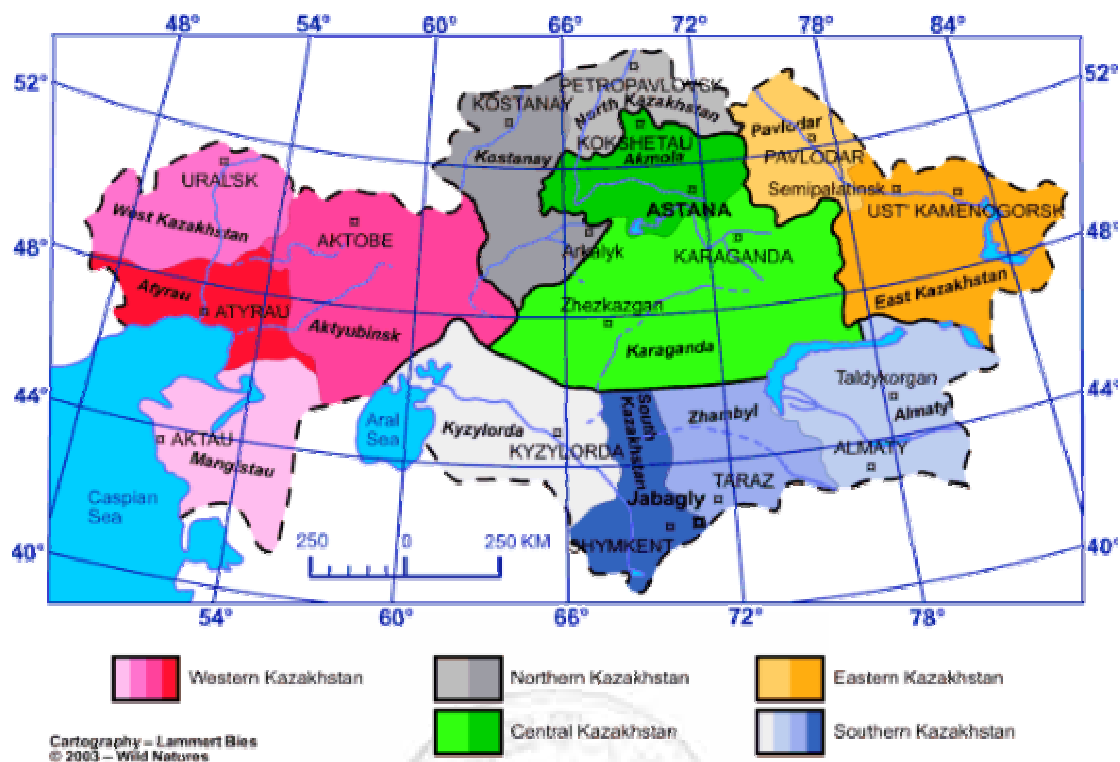 48° 54° 60° 66° 72° 78° 84°
52° 52°
PETROPAVLOVSK
KOSTANAY
North Kazakhstan
Pavlodar
KOKSHETAU
Kostanay
Akmola
PAVLODAR
URAL'SK
Semipalatinsk
West Kazakhstan
ASTANA
UST' KAMENOGORSK
AKTOBE
48° 48°
Arkalyk
KARAGANDA
Atyrau
Zhezkazgan
East Kazakhstan
ATYRAU
Aktyubinsk
Karaganda
Taldykorgan
44° 44°
Aral
Sea
Kyzylorda
South
Kazakhstan
Zhambyl
Almaty
AKTAU
KYZYLORDA
ALMATY
Mangistau
TARAZ
Caspian
Sea
Jabagly
250 0 250 KM
SHYMKENT
40° 40°
54° 60° 66° 72° 78°
Western Kazakhstan
Northern Kazakhstan
Eastern Kazakhstan
Central Kazakhstan
Southern Kazakhstan
Cartography – Lammert Bies
© 2003 – Wild Natures